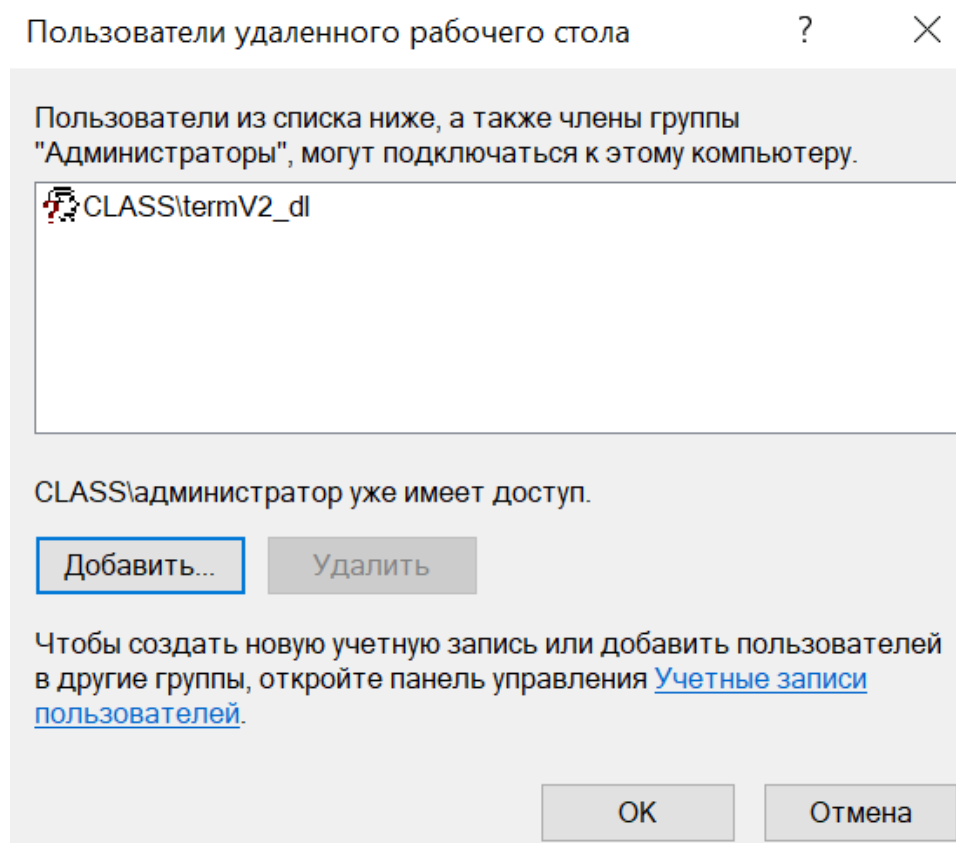 Пользователи удаленного рабочего стола ?
Пользователи из списка ниже, а также члены группы
"Администраторы", могут подключаться к этому компьютеру.
CLASS\termV2_dl
CLASS\администратор уже имеет доступ.
Добавить... Удалить
Чтобы создать новую учетную запись или добавить пользователей
в другие группы, откройте панель управления Учетные записи
пользователей.
ОК Отмена